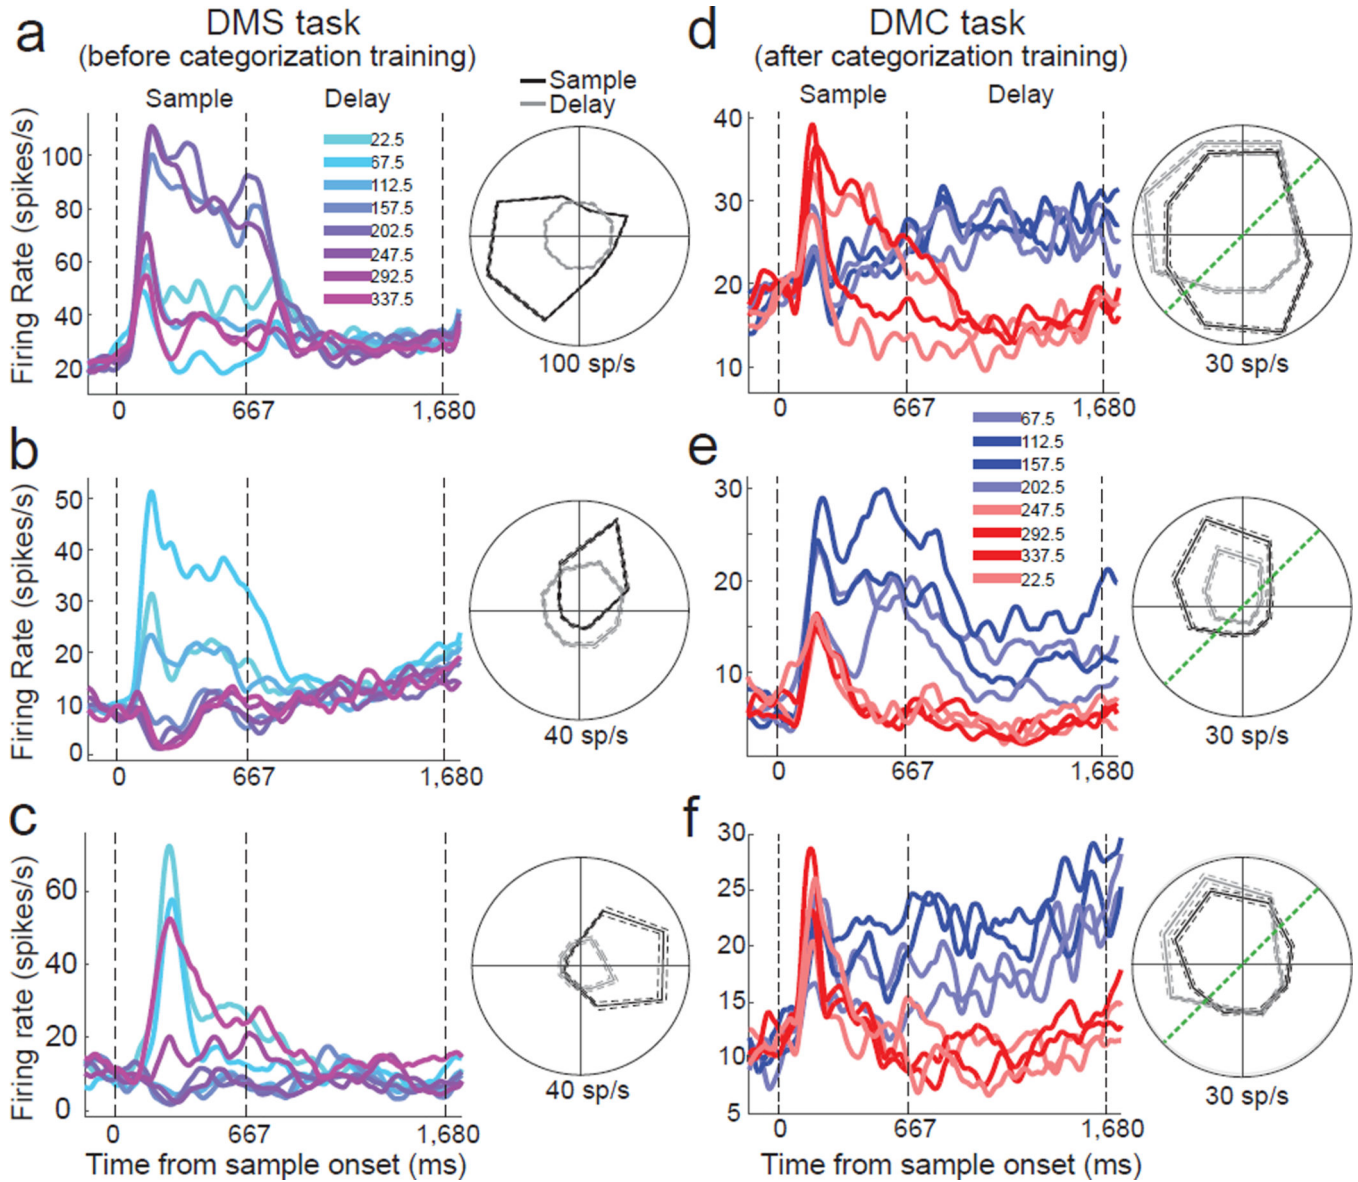 a
DMS task
(before categorization training)
Sample
Delay
Sample
Delay
Firing Rate (spikes/s)
100
80
60
40
20
22.5
67.5
112.5
157.5
202.5
247.5
292.5
337.5
0
667
1,680
100 sp/s
b
Firing Rate (spikes/s)
50
40
30
20
10
0
0
667
1,680
40 sp/s
c
Firing rate (spikes/s)
60
40
20
0
0
667
1,680
40 sp/s
Time from sample onset (ms)
d
DMC task
(after categorization training)
Sample
Delay
40
30
20
10
0
667
1,680
30 sp/s
67.5
112.5
157.5
202.5
247.5
292.5
337.5
22.5
e
30
20
10
0
667
1,680
30 sp/s
f
30
25
20
15
10
5
0
667
1,680
30 sp/s
Time from sample onset (ms)